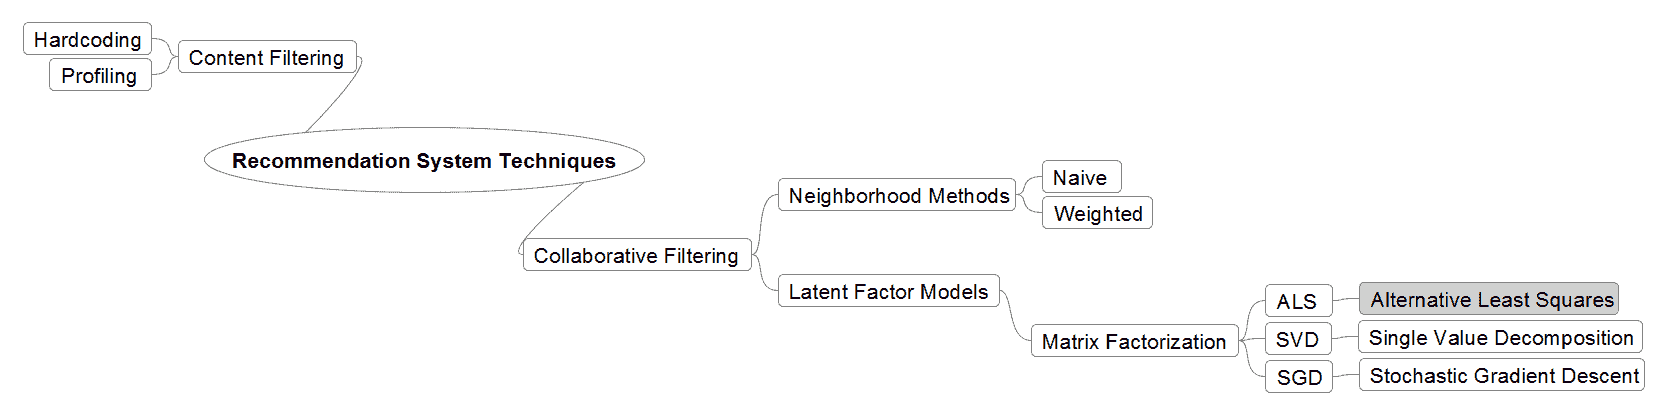 Hardcoding
Profiling
Content Filtering
Recommendation System Techniques
Collaborative Filtering
Neighborhood Methods
Naive
Weighted
Latent Factor Models
Matrix Factorization
ALS
Alternative Least Squares
SVD
Single Value Decomposition
SGD
Stochastic Gradient Descent